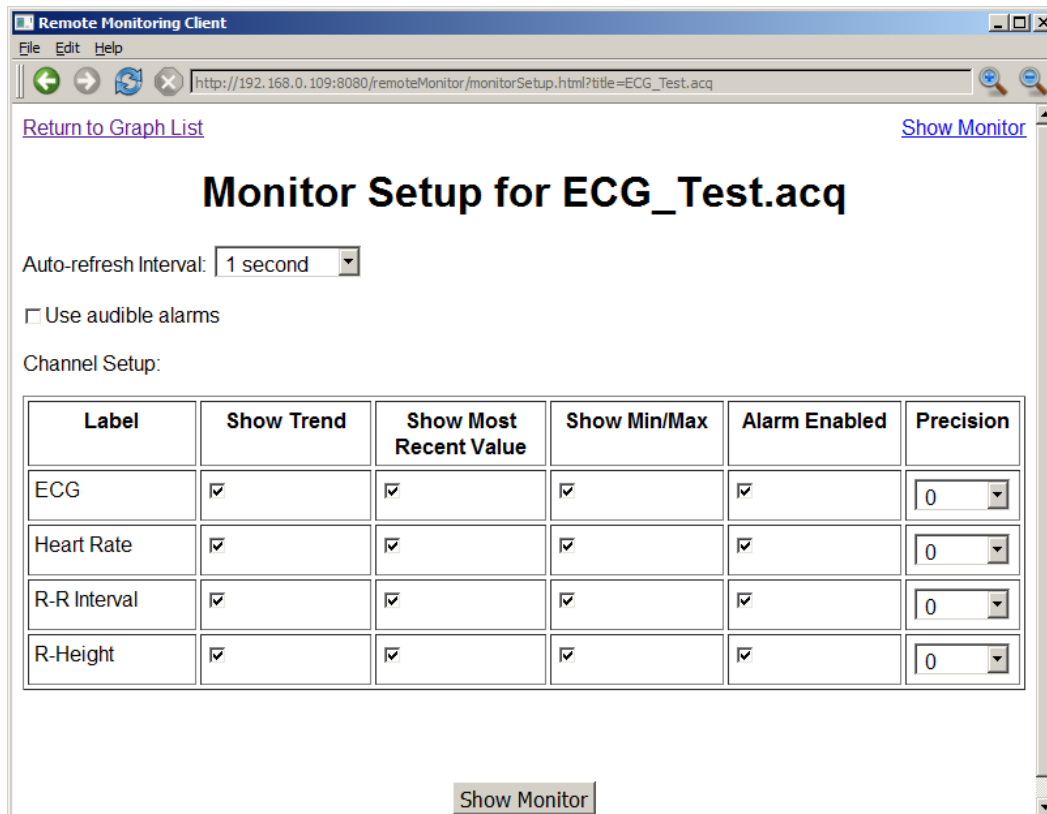 Remote Monitoring Client
File Edit Help
http://192.168.0.109:8080/remoteMonitor/monitorSetup.html?title=ECG_Test.acq
Return to Graph List Show Monitor
Monitor Setup for ECG_Test.acq
Auto-refresh Interval: 1 second
Use audible alarms
Channel Setup:
Label Show Trend Show Most Recent Value Show Min/Max Alarm Enabled Precision
ECG 0
Heart Rate 0
R-R Interval 0
R-Height 0
Show Monitor